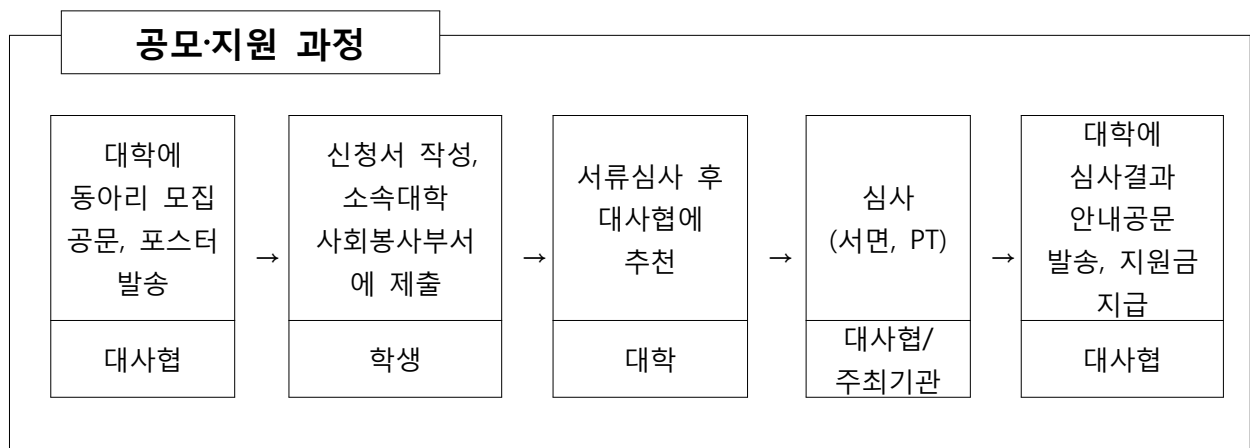 공모·지원 과정
대학에
동아리 모집
공문, 포스터
발송
대사협
→
신청서 작성,
소속대학
사회봉사부서
에 제출
학생
→
서류심사 후
대사협에
추천
대학
→
심사
(서면, PT)
대사협/
주최기관
→
대학에
심사결과
안내공문
발송, 지원금
지급
대사협